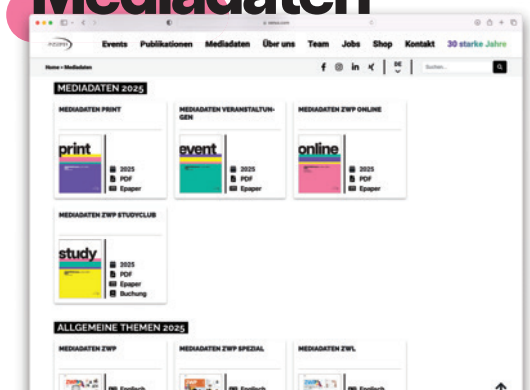 Mediadaten
oemus.com
Events Publikationen Mediadaten Über uns Team Jobs Shop Kontakt 30 starke Jahre
Home » Mediadaten
DE
Suchen...
MEDIADATEN 2025
MEDIADATEN PRINT
print
2025
PDF
Epaper
MEDIADATEN VERANSTALTUN-
GEN
event
2025
PDF
Epaper
MEDIADATEN ZWP ONLINE
online
2025
PDF
Epaper
MEDIADATEN ZWP STUDYCLUB
study
2025
PDF
Epaper
Buchung
ALLGEMEINE THEMEN 2025
MEDIADATEN ZWP
Englisch
MEDIADATEN ZWP SPEZIAL
ZWP
Englisch
MEDIADATEN ZWL
Englisch